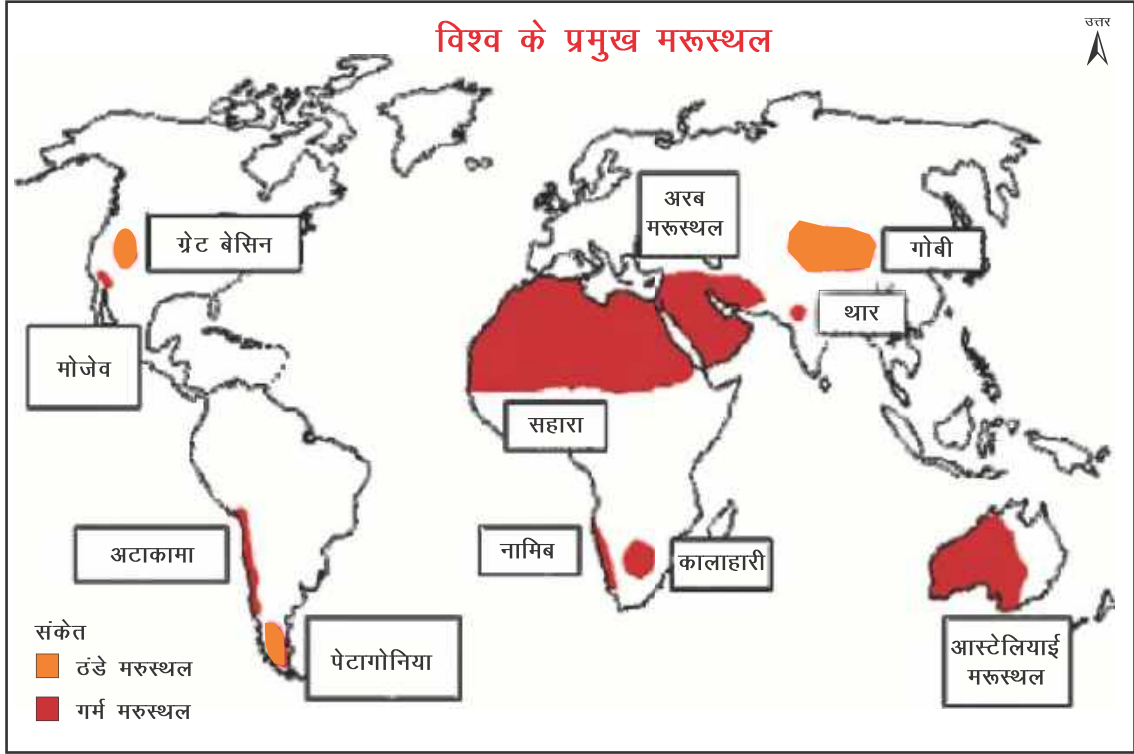 विश्व के प्रमुख मरूस्थल
उत्तर
अरब
मरूस्थल
ग्रेट बेसिन
गोबी
थार
मोजेव
सहारा
अटाकामा
नामिब
कालाहारी
पेटागोनिया
आस्टेलियाई
मरूस्थल
संकेत
ठंडे मरुस्थल
गर्म मरुस्थल